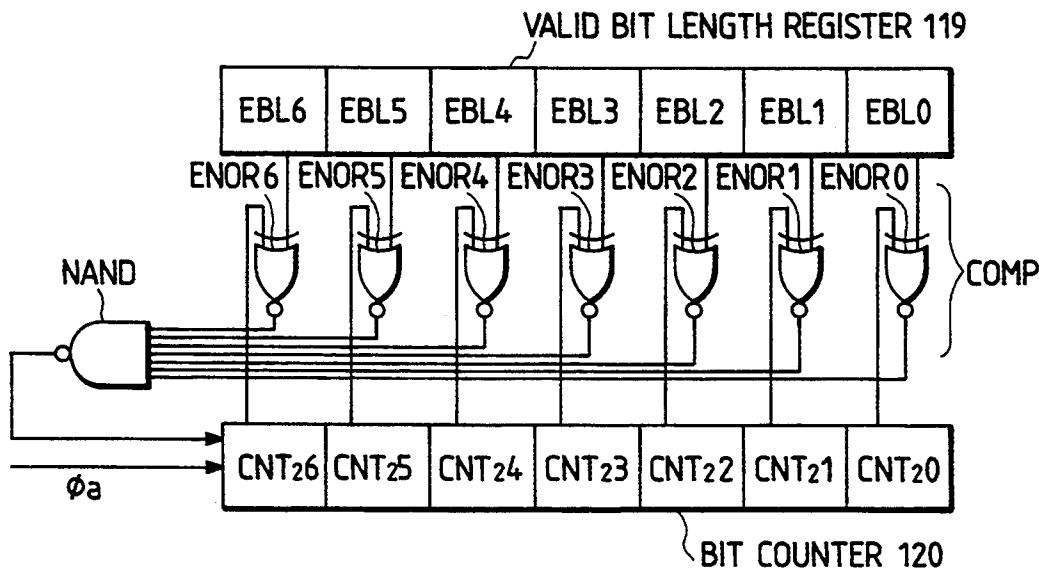 VALID BIT LENGTH REGISTER 119
EBL6 EBL5 EBL4 EBL3 EBL2 EBL1 EBL0
ENOR6 ENOR5 ENOR4 ENOR3 ENOR2 ENOR1 ENOR0
COMP
NAND
CNT₂6 CNT₂5 CNT₂4 CNT₂3 CNT₂2 CNT₂1 CNT₂0
φa
BIT COUNTER 120